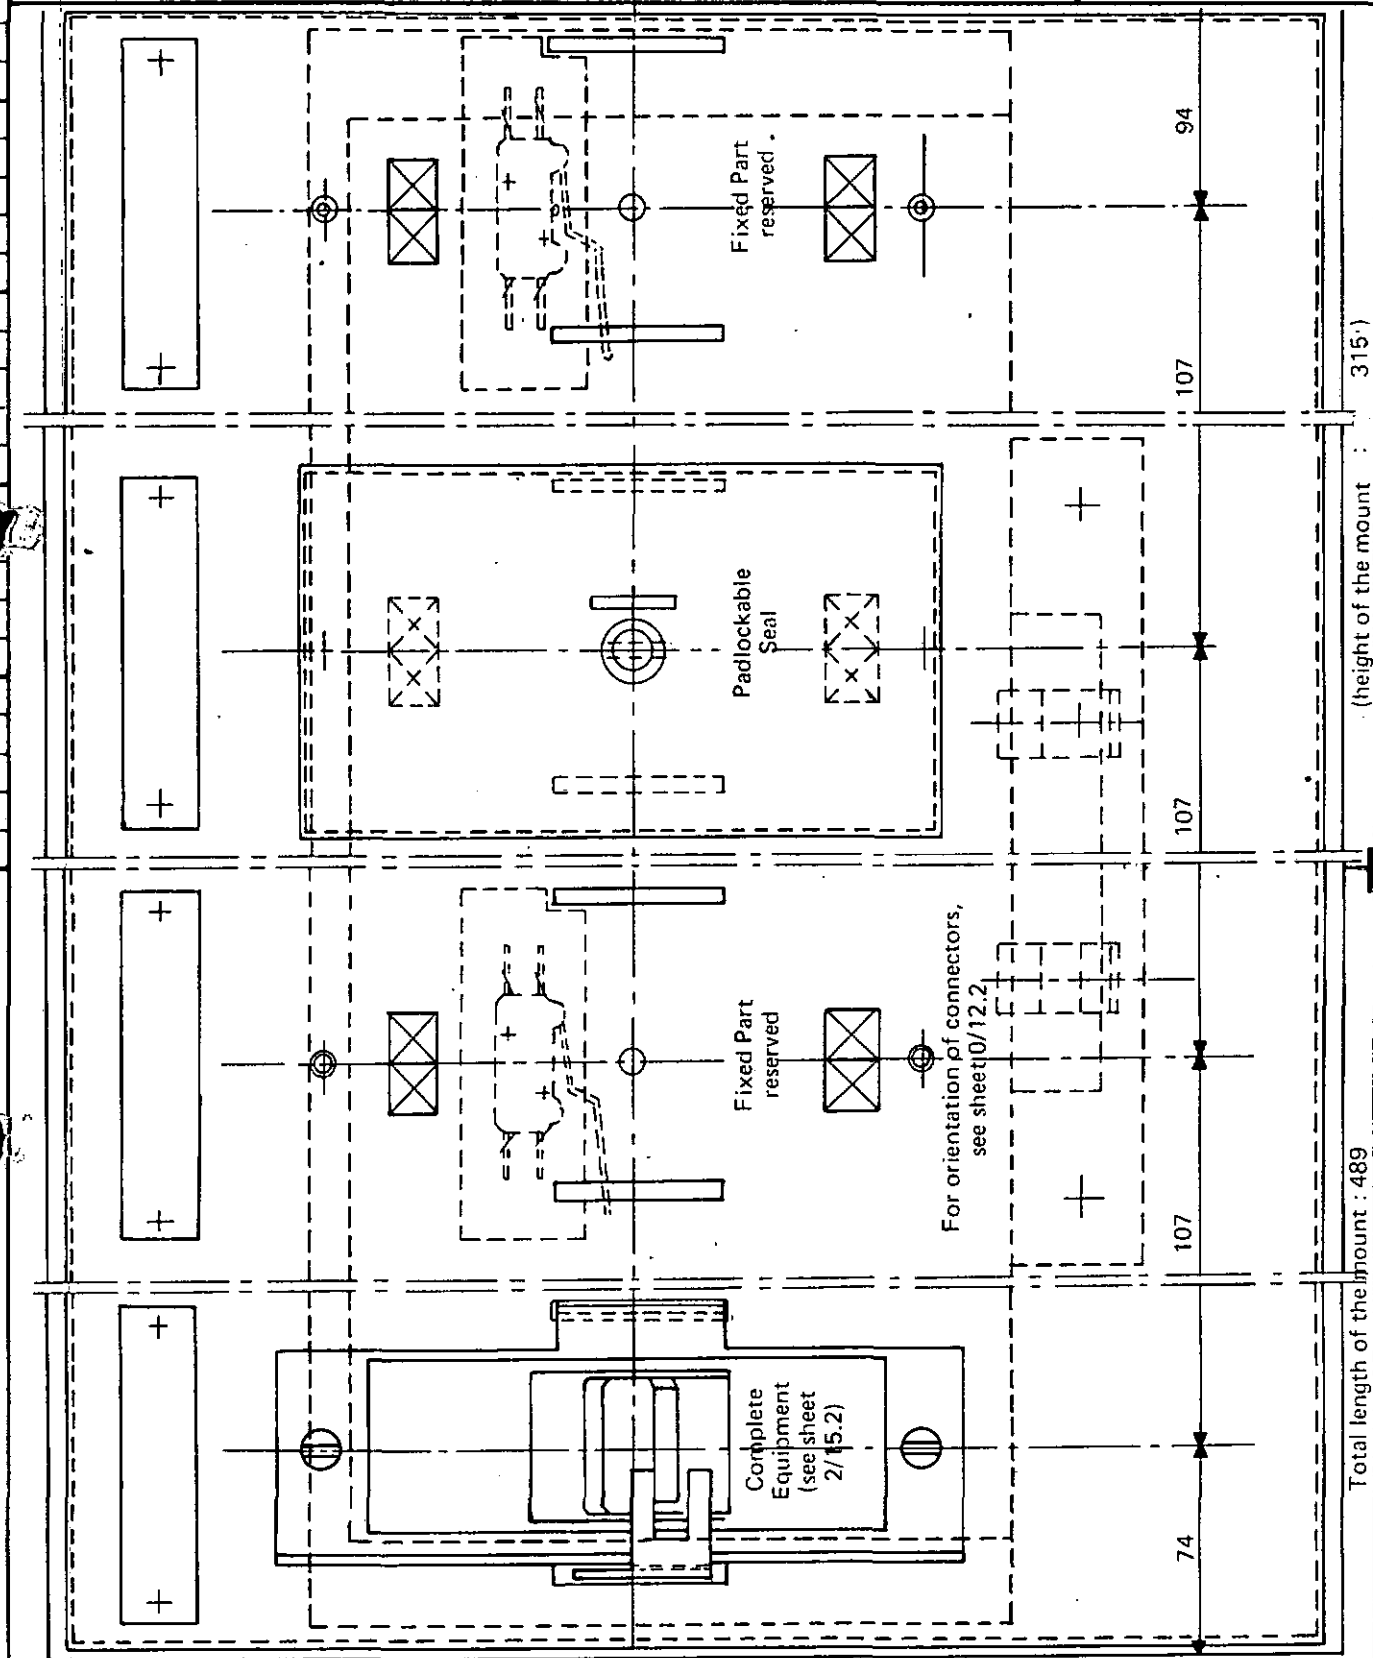 Complete
Equipment
(see sheet
2/15.2)
Fixed Part
reserved
Padlockable
Seal
Fixed Part
reserved
For orientation of connectors,
see sheet 0/12.2
74
107
107
107
94
Total length of the mount : 489
(height of the mount : 315)